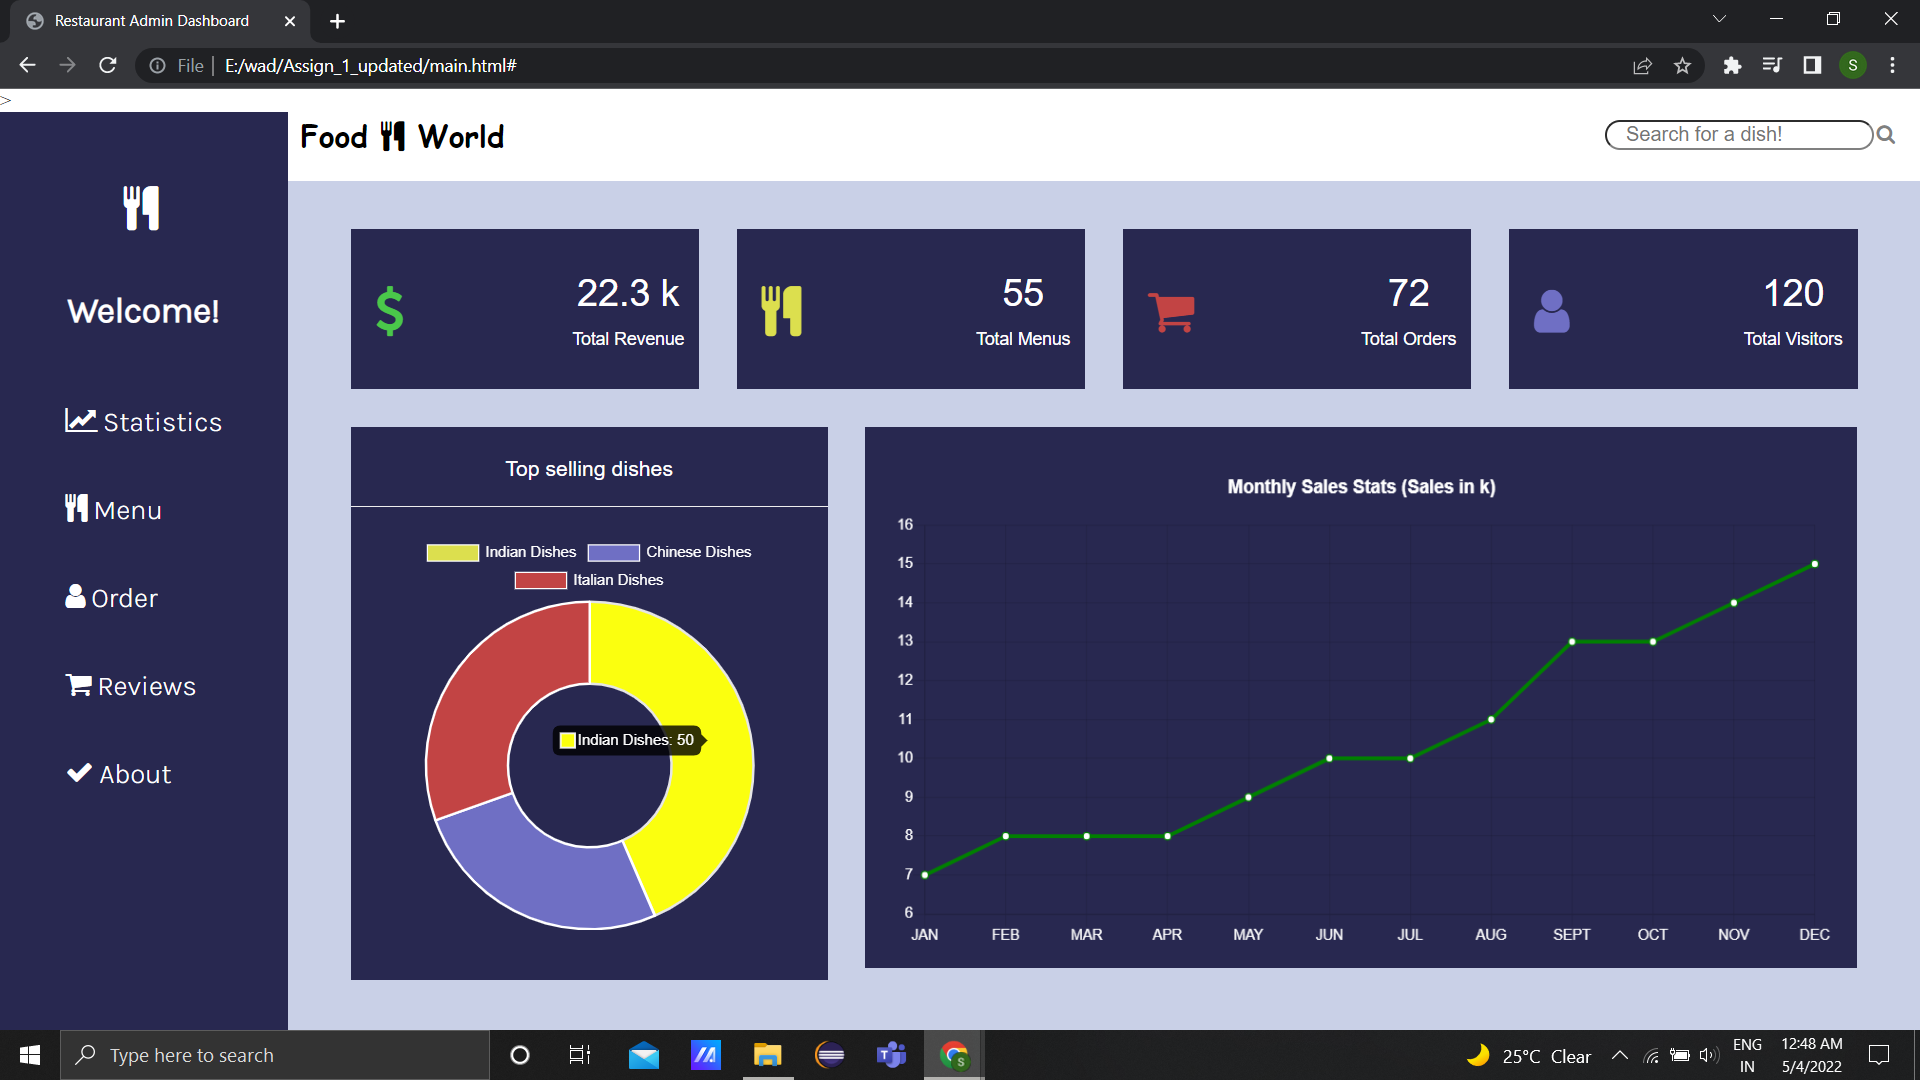 Restaurant Admin Dashboard
File | E:/wad/Assign_1_updated/main.html#
S
>
Food World
Search for a dish!
Welcome!
Statistics
Menu
Order
Reviews
About
22.3 k
Total Revenue
55
Total Menus
72
Total Orders
120
Total Visitors
Top selling dishes
Indian Dishes Chinese Dishes
Italian Dishes
Indian Dishes: 50
Monthly Sales Stats (Sales in k)
16
15
14
13
12
11
10
9
8
7
6
JAN FEB MAR APR MAY JUN JUL AUG SEPT OCT NOV DEC
Type here to search
25°C Clear
ENG
IN
12:48 AM
5/4/2022